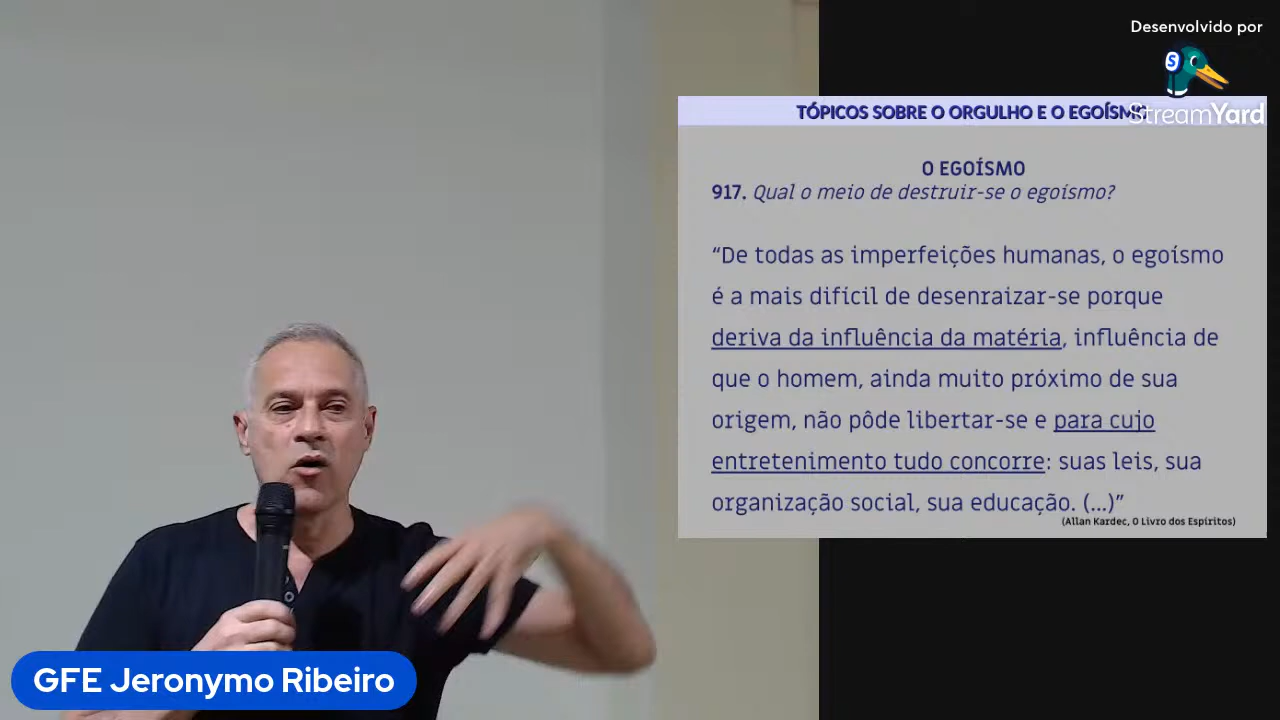 Desenvolvido por
StreamYard
TÓPICOS SOBRE O ORGULHO E O EGOÍSMO
O EGOÍSMO
917. Qual o meio de destruir-se o egoísmo?
“De todas as imperfeições humanas, o egoísmo
é a mais difícil de desenraizar-se porque
deriva da influência da matéria, influência de
que o homem, ainda muito próximo de sua
origem, não pôde libertar-se e para cujo
entretenimento tudo concorre: suas leis, sua
organização social, sua educação. (...)”
(Allan Kardec, O Livro dos Espíritos)
GFE Jeronymo Ribeiro